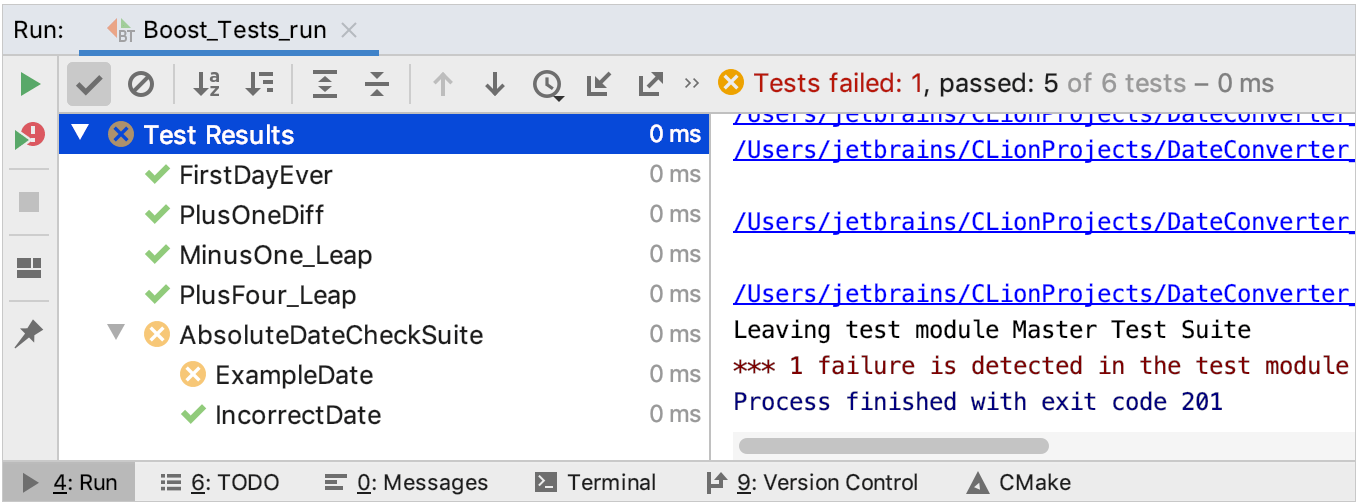 Run: BT Boost_Tests_run
Tests failed: 1, passed: 5 of 6 tests – 0 ms
Test Results 0 ms
FirstDayEver 0 ms
PlusOneDiff 0 ms
MinusOne_Leap 0 ms
PlusFour_Leap 0 ms
AbsoluteDateCheckSuite 0 ms
ExampleDate 0 ms
IncorrectDate 0 ms
/Users/jetbrains/CLionProjects/DateConverter_
/Users/jetbrains/CLionProjects/DateConverter_
/Users/jetbrains/CLionProjects/DateConverter_
/Users/jetbrains/CLionProjects/DateConverter_
Leaving test module Master Test Suite
*** 1 failure is detected in the test module
Process finished with exit code 201
4: Run 6: TODO 0: Messages Terminal 9: Version Control CMake